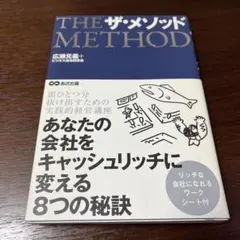 THE ザ・メソッド
METHOD
広瀬元義+
あさ出版
頭ひとつ分
抜け出すための
実践的経営講座
あなたの
会社を
キャッシュリッチに
変える
8つの秘訣
リッチな
会社になれる
ワーク
シート付